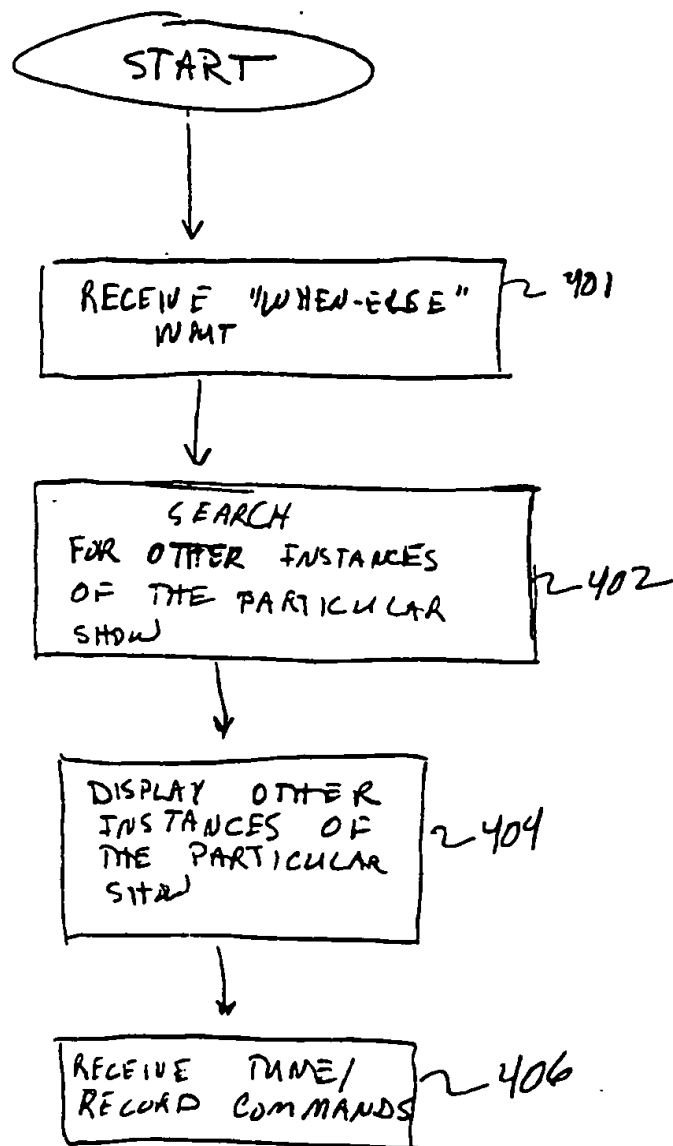 START
RECEIVE "WHEN-ELSE"
401
SEARCH
FOR OTHER INSTANCES
OF THE PARTICULAR
SHOW
402
DISPLAY OTHER
INSTANCES OF
THE PARTICULAR
SHOW
404
RECEIVE TUNE/
RECORD COMMANDS
406